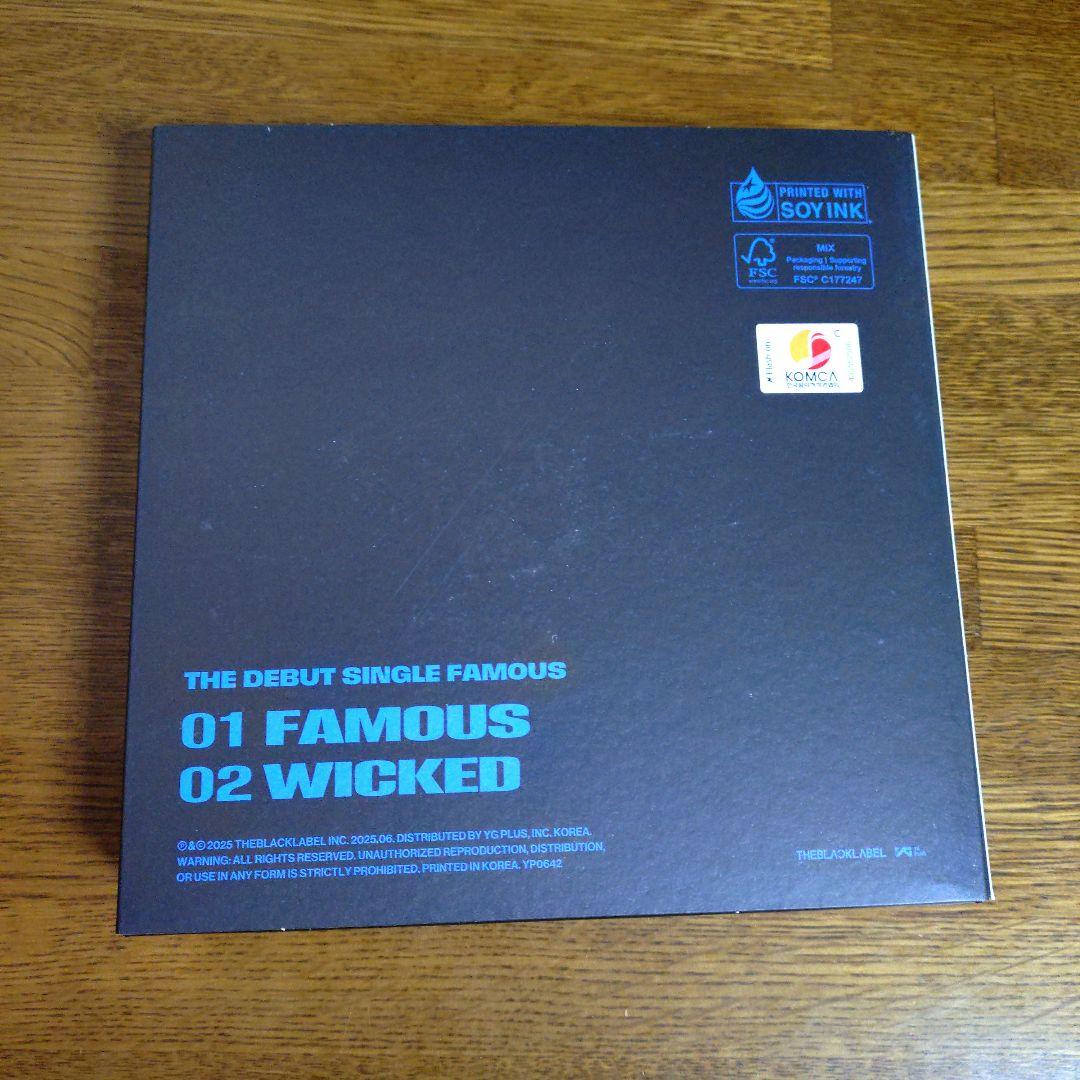 PRINTED WITH
SOY INK
MIX
Packaging | Supporting
responsible forestry
FSC
FSC® C177247
C
KOMCA
THE DEBUT SINGLE FAMOUS
01 FAMOUS
02 WICKED
℗&©2025 THEBLACKLABEL INC. 2025.06. DISTRIBUTED BY YG PLUS, INC. KOREA.
WARNING: ALL RIGHTS RESERVED. UNAUTHORIZED REPRODUCTION, DISTRIBUTION,
OR USE IN ANY FORM IS STRICTLY PROHIBITED. PRINTED IN KOREA. YP0642
THEBLACKLABEL
YG
PLUS